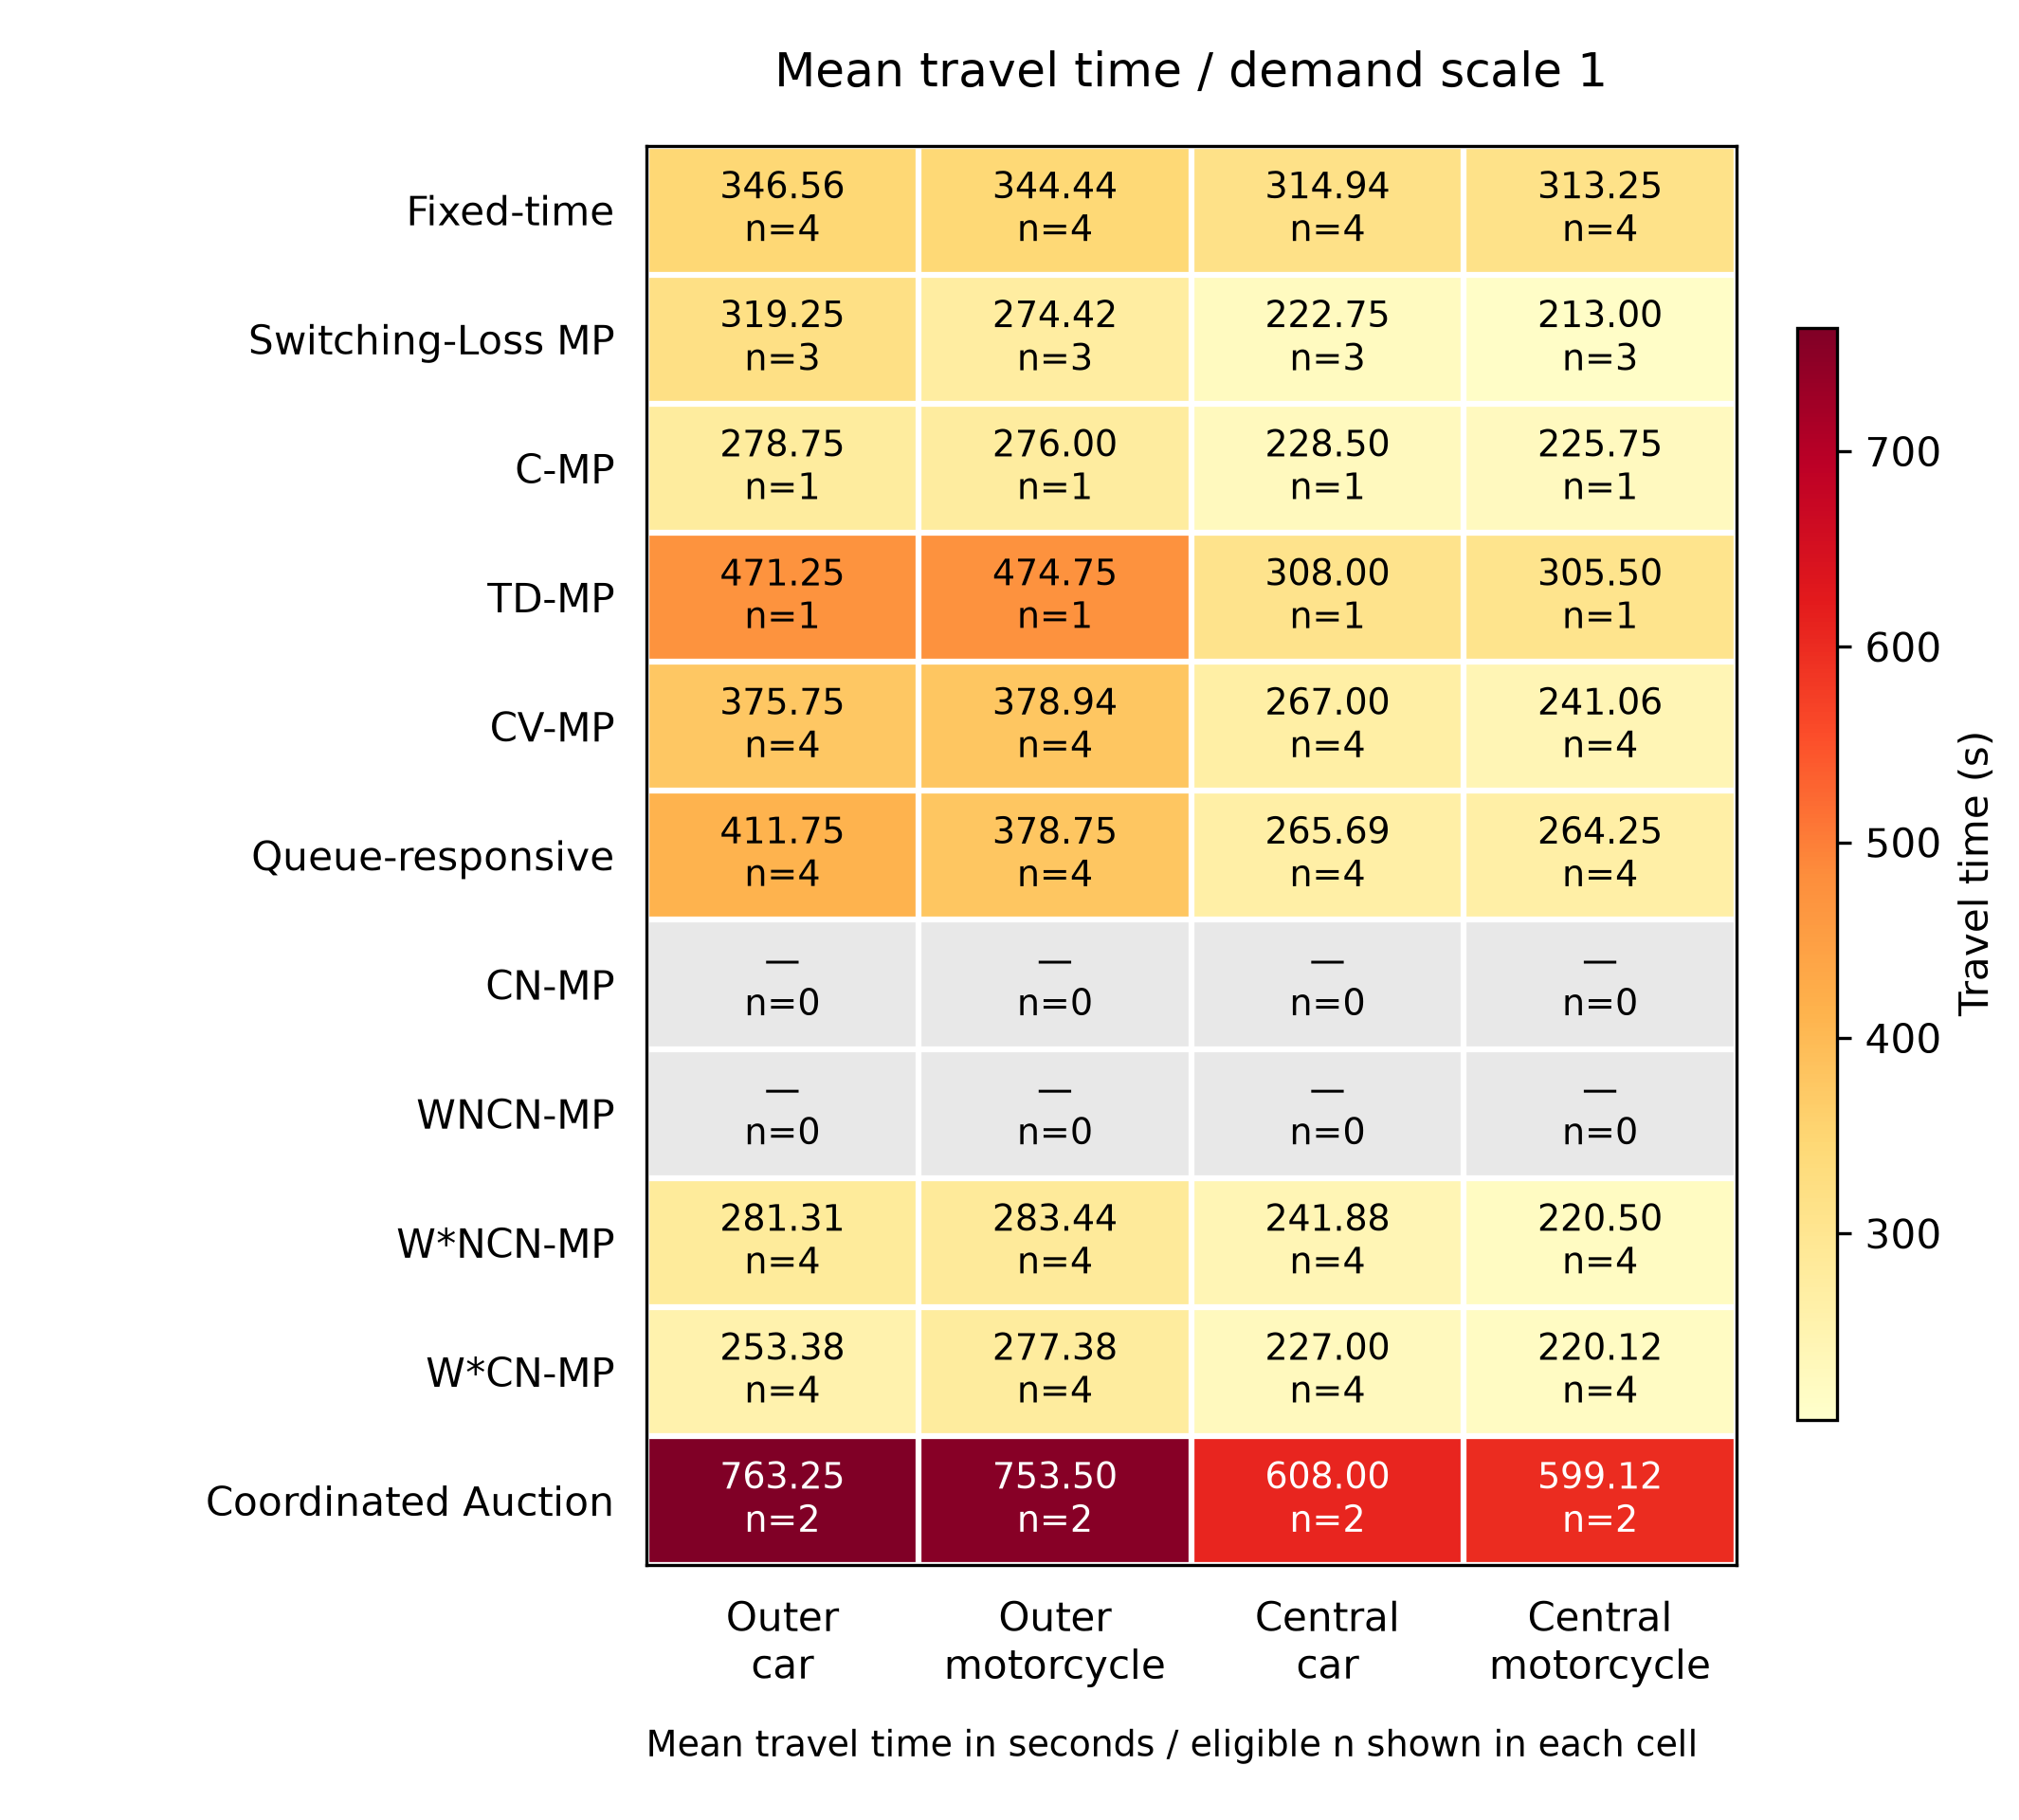 Mean travel time / demand scale 1
Fixed-time
346.56
n=4
344.44
n=4
314.94
n=4
313.25
n=4
Switching-Loss MP
319.25
n=3
274.42
n=3
222.75
n=3
213.00
n=3
C-MP
278.75
n=1
276.00
n=1
228.50
n=1
225.75
n=1
TD-MP
471.25
n=1
474.75
n=1
308.00
n=1
305.50
n=1
CV-MP
375.75
n=4
378.94
n=4
267.00
n=4
241.06
n=4
Queue-responsive
411.75
n=4
378.75
n=4
265.69
n=4
264.25
n=4
CN-MP
—
n=0
—
n=0
—
n=0
—
n=0
WNCN-MP
—
n=0
—
n=0
—
n=0
—
n=0
W*NCN-MP
281.31
n=4
283.44
n=4
241.88
n=4
220.50
n=4
W*CN-MP
253.38
n=4
277.38
n=4
227.00
n=4
220.12
n=4
Coordinated Auction
763.25
n=2
753.50
n=2
608.00
n=2
599.12
n=2
Outer
car
Outer
motorcycle
Central
car
Central
motorcycle
700
600
500
400
300
Travel time (s)
Mean travel time in seconds / eligible n shown in each cell